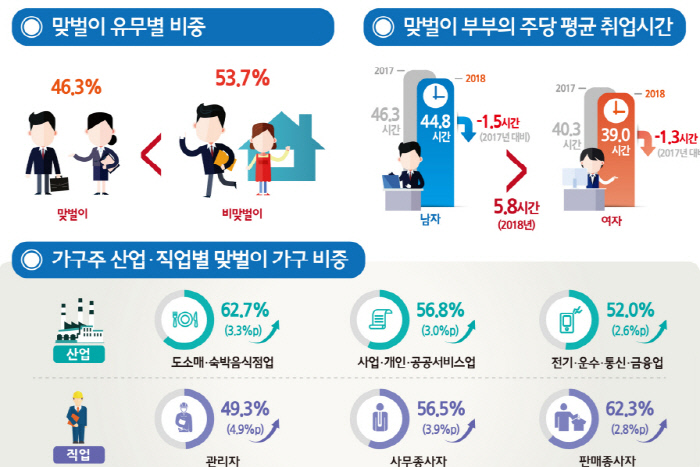 맞벌이 유무별 비중
46.3%
53.7%
맞벌이
비맞벌이
맞벌이 부부의 주당 평균 취업시간
2017
2018
46.3
시간
44.8
시간
-1.5시간
(2017년 대비)
남자
5.8시간
(2018년)
2017
2018
40.3
시간
39.0
시간
-1.3시간
(2017년 대비
여자
가구주 산업·직업별 맞벌이 가구 비중
산업
62.7%
(3.3%p)
도소매·숙박음식점업
56.8%
(3.0%p)
사업·개인·공공서비스업
52.0%
(2.6%p)
전기·운수·통신·금융업
직업
49.3%
(4.9%p)
관리자
56.5%
(3.9%p)
사무종사자
62.3%
(2.8%p)
판매종사자